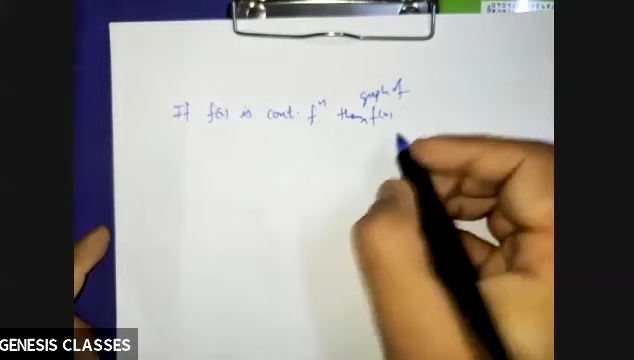 graph of
If f(x) is cont. fⁿ then f(x)
GENESIS CLASSES